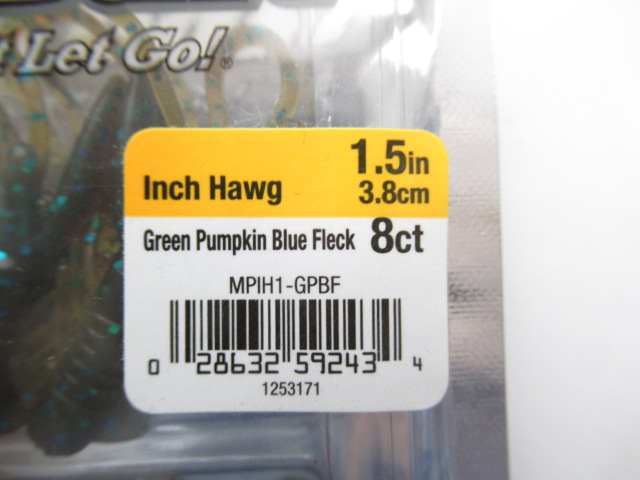 t Let Go!®
1.5in
Inch Hawg 3.8cm
Green Pumpkin Blue Fleck 8ct
MPIH1-GPBF
0 28632 59243 4
1253171